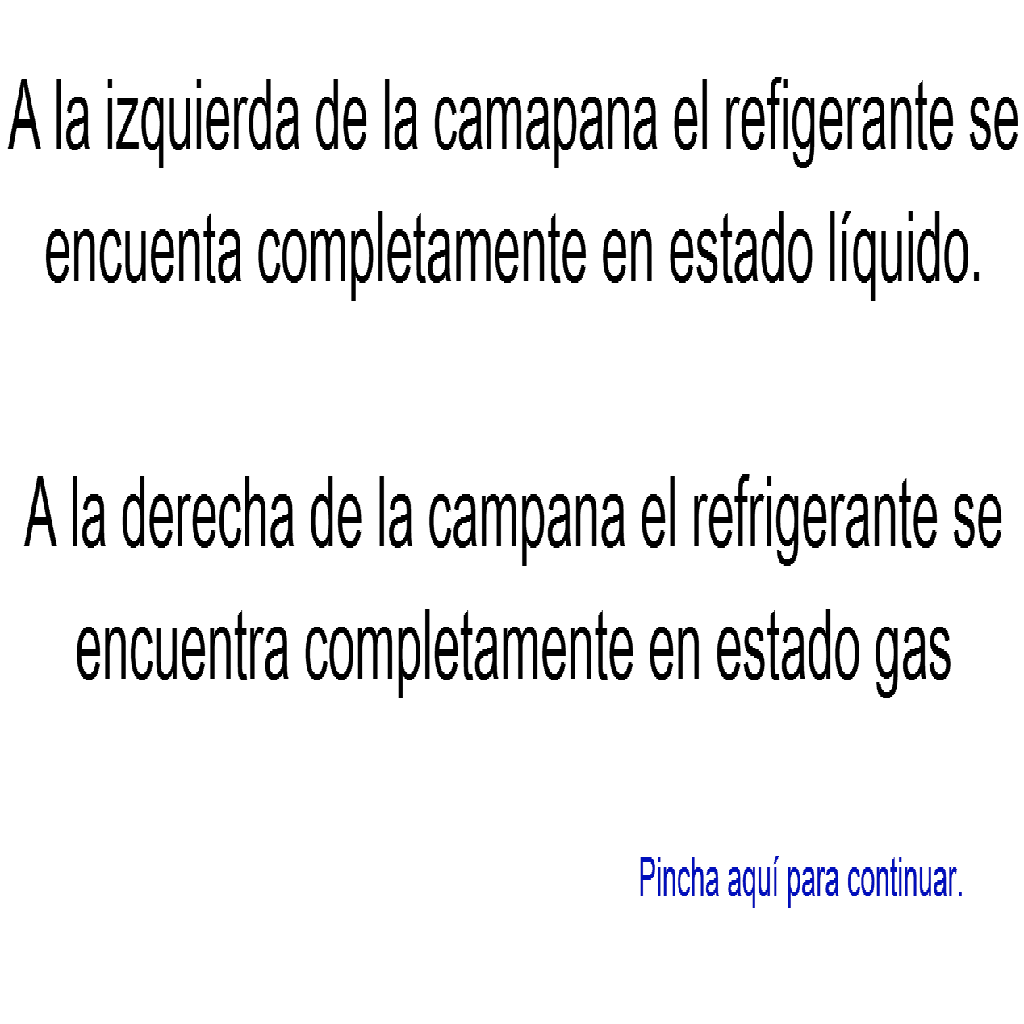 A la izquierda de la camapana el refigerante se
encuenta completamente en estado líquido.
A la derecha de la campana el refrigerante se
encuentra completamente en estado gas
Pincha aquí para continuar.